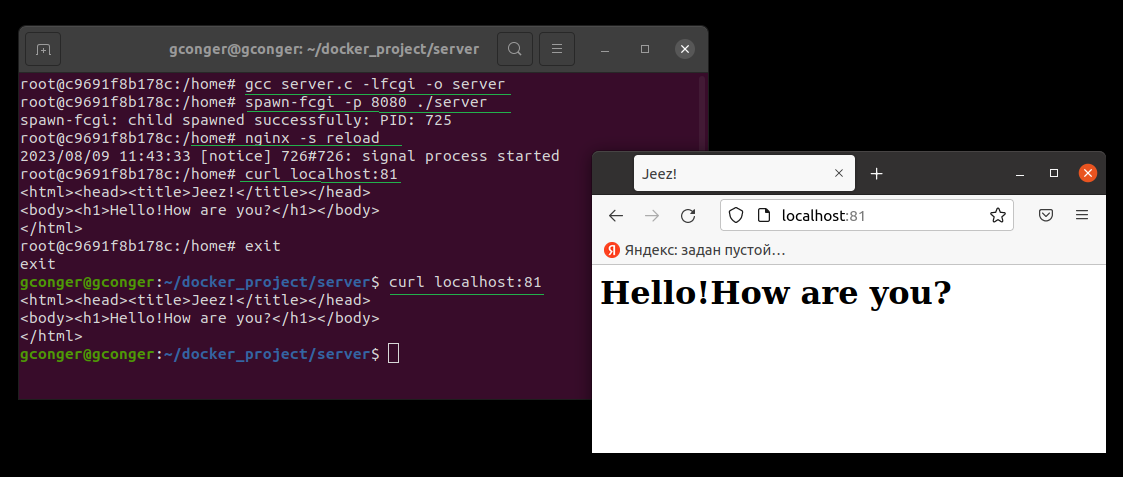 gconger@gconger: ~/docker_project/server
root@c9691f8b178c:/home# gcc server.c -lfcgi -o server
root@c9691f8b178c:/home# spawn-fcgi -p 8080 ./server
spawn-fcgi: child spawned successfully: PID: 725
root@c9691f8b178c:/home# nginx -s reload
2023/08/09 11:43:33 [notice] 726#726: signal process started
root@c9691f8b178c:/home# curl localhost:81
<html><head><title>Jeez!</title></head>
<body><h1>Hello!How are you?</h1></body>
</html>
root@c9691f8b178c:/home# exit
exit
gconger@gconger:~/docker_project/server$ curl localhost:81
<html><head><title>Jeez!</title></head>
<body><h1>Hello!How are you?</h1></body>
</html>
gconger@gconger:~/docker_project/server$
Jeez!
localhost:81
Я Яндекс: задан пустой…
Hello!How are you?